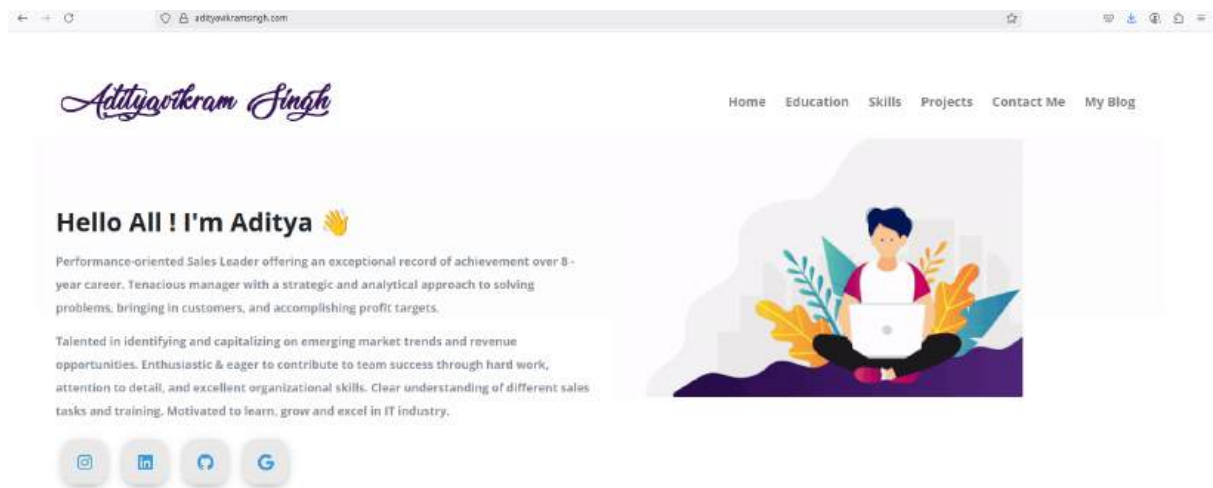 adityavikramsingh.com
Adityavikram Singh
Home Education Skills Projects Contact Me My Blog
Hello All ! I'm Aditya 👋
Performance-oriented Sales Leader offering an exceptional record of achievement over 8 -
year career. Tenacious manager with a strategic and analytical approach to solving
problems, bringing in customers, and accomplishing profit targets.
Talented in identifying and capitalizing on emerging market trends and revenue
opportunities. Enthusiastic & eager to contribute to team success through hard work,
attention to detail, and excellent organizational skills. Clear understanding of different sales
tasks and training. Motivated to learn, grow and excel in IT industry.